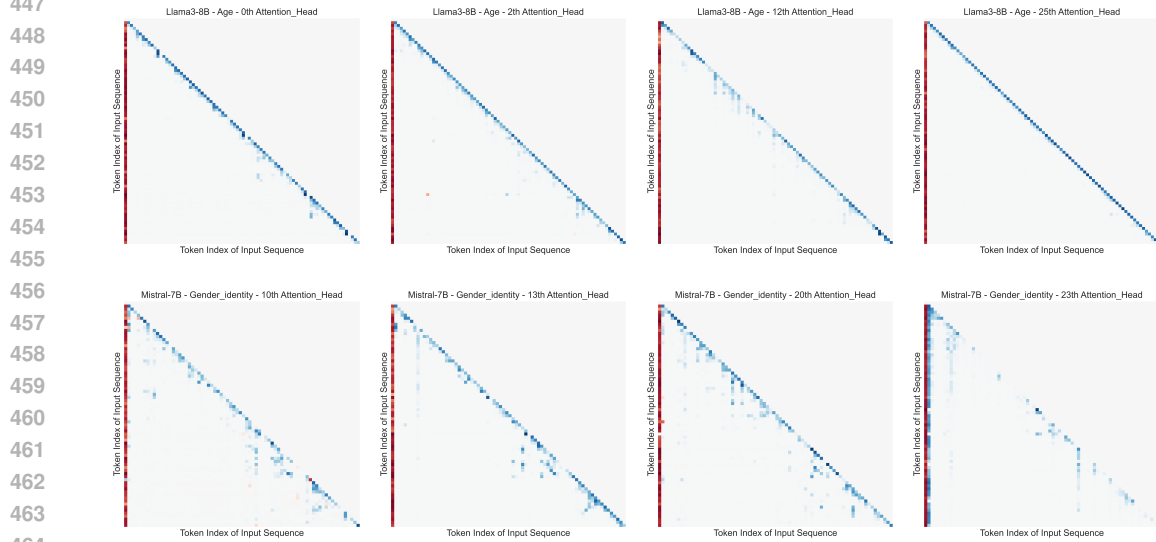 447
Llama3-8B - Age - 0th Attention_Head
Llama3-8B - Age - 2th Attention_Head
Llama3-8B - Age - 12th Attention_Head
Llama3-8B - Age - 25th Attention_Head
448
449
450
451
452
453
454
455
Token Index of Input Sequence
Token Index of Input Sequence
Token Index of Input Sequence
Token Index of Input Sequence
Token Index of Input Sequence
Token Index of Input Sequence
Token Index of Input Sequence
Token Index of Input Sequence
456
Mistral-7B - Gender_identity - 10th Attention_Head
Mistral-7B - Gender_identity - 13th Attention_Head
Mistral-7B - Gender_identity - 20th Attention_Head
Mistral-7B - Gender_identity - 23th Attention_Head
457
458
459
460
461
462
463
Token Index of Input Sequence
Token Index of Input Sequence
Token Index of Input Sequence
Token Index of Input Sequence
Token Index of Input Sequence
Token Index of Input Sequence
Token Index of Input Sequence
Token Index of Input Sequence
464